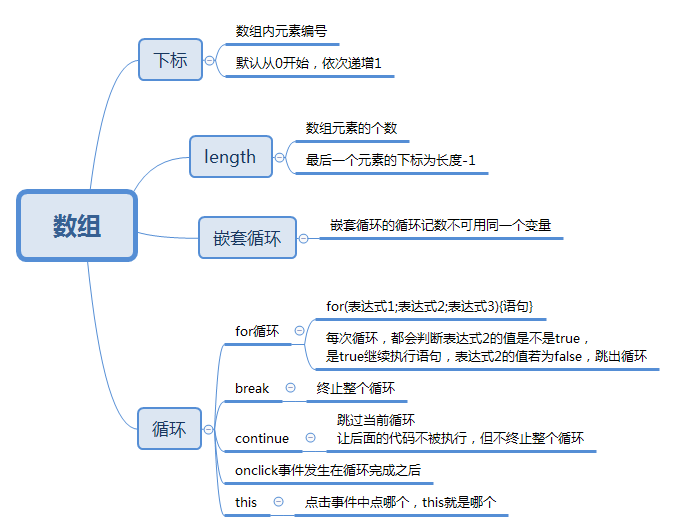 数组
下标
数组内元素编号
默认从0开始，依次递增1
length
数组元素的个数
最后一个元素的下标为长度-1
嵌套循环
嵌套循环的循环记数不可用同一个变量
循环
for循环
for(表达式1;表达式2;表达式3){语句}
每次循环，都会判断表达式2的值是不是true，
是true继续执行语句，表达式2的值若为false，跳出循环
break
终止整个循环
continue
跳过当前循环
让后面的代码不被执行，但不终止整个循环
onclick事件发生在循环完成之后
this
点击事件中点哪个，this就是哪个